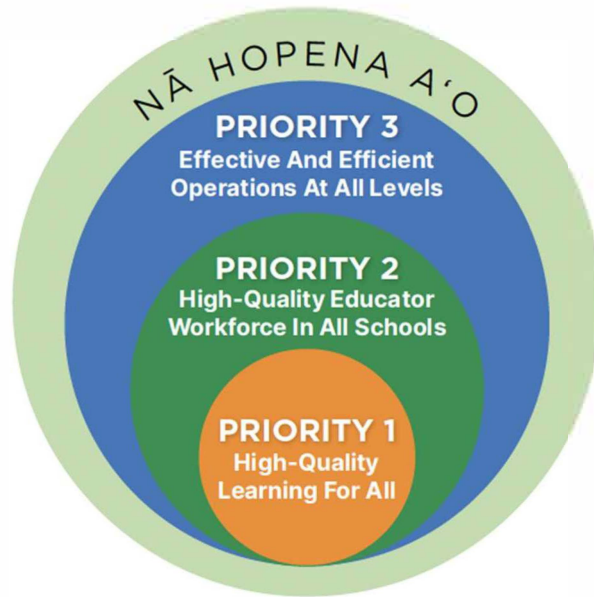 NĀ HOPENA AʻO
PRIORITY 3
Effective And Efficient
Operations At All Levels
PRIORITY 2
High-Quality Educator
Workforce In All Schools
PRIORITY 1
High-Quality
Learning For All